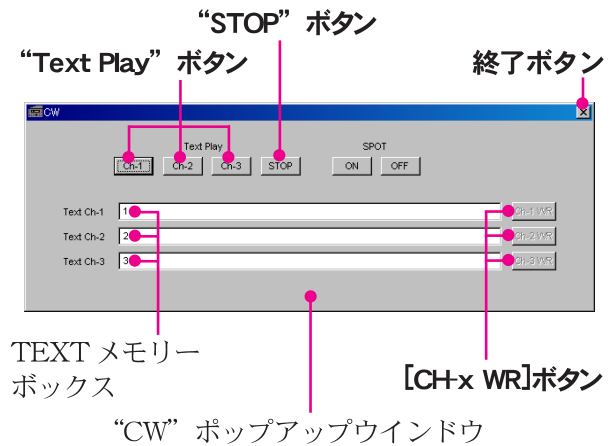 “STOP” ボタン
“Text Play” ボタン
終了ボタン
CW
Text Play
SPOT
Ch-1 Ch-2 Ch-3 STOP ON OFF
Text Ch-1 1 Ch-1 WR
Text Ch-2 2 Ch-2 WR
Text Ch-3 3 Ch-3 WR
TEXT メモリー
ボックス
[CH-x WR]ボタン
“CW” ポップアップウインドウ